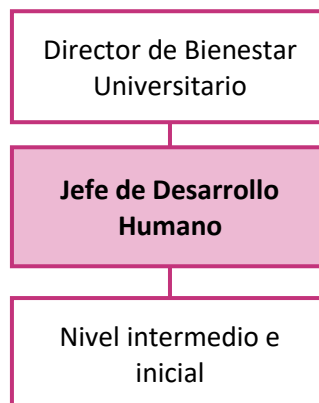 Director de Bienestar
Universitario
Jefe de Desarrollo
Humano
Nivel intermedio e
inicial